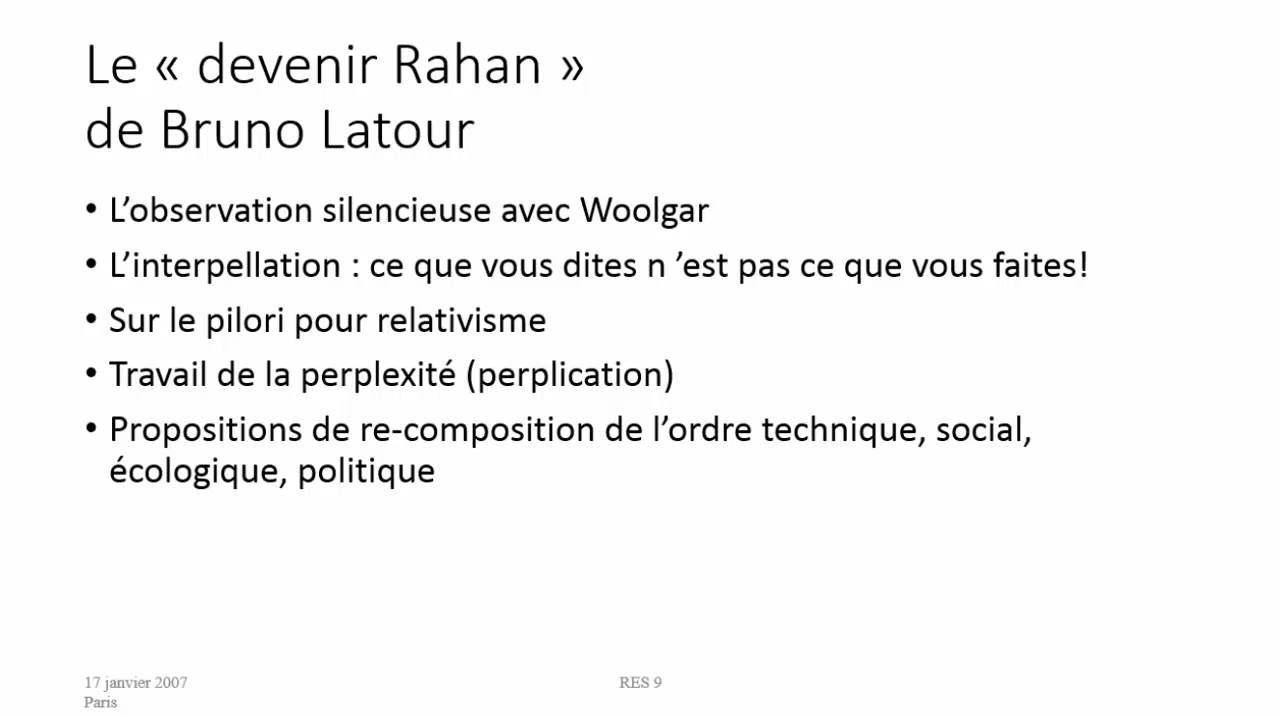 Le « devenir Rahan »
de Bruno Latour
• L’observation silencieuse avec Woolgar
• L’interpellation : ce que vous dites n ’est pas ce que vous faites!
• Sur le pilori pour relativisme
• Travail de la perplexité (perplication)
• Propositions de re-composition de l’ordre technique, social,
écologique, politique
17 janvier 2007
Paris
RES 9